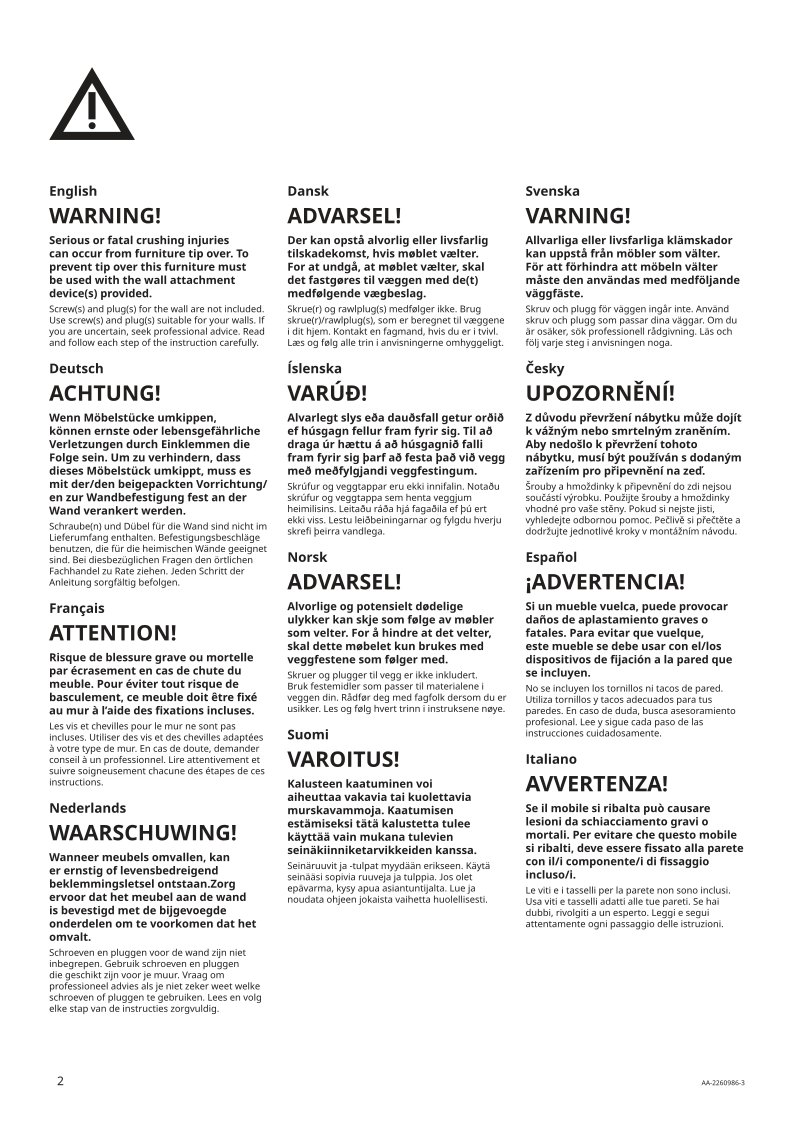 English
WARNING!
Serious or fatal crushing injuries
can occur from furniture tip over. To
prevent tip over this furniture must
be used with the wall attachment
device(s) provided.
Screw(s) and plug(s) for the wall are not included.
Use screw(s) and plug(s) suitable for your walls. If
you are uncertain, seek professional advice. Read
and follow each step of the instruction carefully.
Deutsch
ACHTUNG!
Wenn Möbelstücke umkippen,
können ernste oder lebensgefährliche
Verletzungen durch Einklemmen die
Folge sein. Um zu verhindern, dass
dieses Möbelstück umkippt, muss es
mit der/den beigepackten Vorrichtung/
en zur Wandbefestigung fest an der
Wand verankert werden.
Schraube(n) und Dübel für die Wand sind nicht im
Lieferumfang enthalten. Befestigungsbeschläge
benutzen, die für die heimischen Wände geeignet
sind. Bei diesbezüglichen Fragen den örtlichen
Fachhandel zu Rate ziehen. Jeden Schritt der
Anleitung sorgfältig befolgen.
Français
ATTENTION!
Risque de blessure grave ou mortelle
par écrasement en cas de chute du
meuble. Pour éviter tout risque de
basculement, ce meuble doit être fixé
au mur à l’aide des fixations incluses.
Les vis et chevilles pour le mur ne sont pas
incluses. Utiliser des vis et des chevilles adaptées
à votre type de mur. En cas de doute, demander
conseil à un professionnel. Lire attentivement et
suivre soigneusement chacune des étapes de ces
instructions.
Nederlands
WAARSCHUWING!
Wanneer meubels omvallen, kan
er ernstig of levensbedreigend
beklemmingsletsel ontstaan.Zorg
ervoor dat het meubel aan de wand
is bevestigd met de bijgevoegde
onderdelen om te voorkomen dat het
omvalt.
Schroeven en pluggen voor de wand zijn niet
inbegrepen. Gebruik schroeven en pluggen
die geschikt zijn voor je muur. Vraag om
professioneel advies als je niet zeker weet welke
schroeven of pluggen te gebruiken. Lees en volg
elke stap van de instructies zorgvuldig.
Dansk
ADVARSEL!
Der kan opstå alvorlig eller livsfarlig
tilskadekomst, hvis møblet vælter.
For at undgå, at møblet vælter, skal
det fastgøres til væggen med de(t)
medfølgende vægbeslag.
Skrue(r) og rawlplug(s) medfølger ikke. Brug
skrue(r)/rawlplug(s), som er beregnet til væggene
i dit hjem. Kontakt en fagmand, hvis du er i tvivl.
Læs og følg alle trin i anvisningerne omhyggeligt.
Íslenska
VARÚÐ!
Alvarlegt slys eða dauðsfall getur orðið
ef húsgagn fellur fram fyrir sig. Til að
draga úr hættu á að húsgagnið falli
fram fyrir sig þarf að festa það við vegg
með meðfylgjandi veggfestingum.
Skrúfur og veggtappar eru ekki innifalin. Notaðu
skrúfur og veggtappa sem henta veggjum
heimilisins. Leitaðu ráða hjá fagaðila ef þú ert
ekki viss. Lestu leiðbeiningarnar og fylgdu hverju
skrefi þeirra vandlega.
Norsk
ADVARSEL!
Alvorlige og potensielt dødelige
ulykker kan skje som følge av møbler
som velter. For å hindre at det velter,
skal dette møbelet kun brukes med
veggfestene som følger med.
Skruer og plugger til vegg er ikke inkludert.
Bruk festemidler som passer til materialene i
veggen din. Rådfør deg med fagfolk dersom du er
usikker. Les og følg hvert trinn i instruksene nøye.
Suomi
VAROITUS!
Kalusteen kaatuminen voi
aiheuttaa vakavia tai kuolettavia
murskavammoja. Kaatumisen
estämiseksi tätä kalustetta tulee
käyttää vain mukana tulevien
seinäkiinniketarvikkeiden kanssa.
Seinäruuvit ja -tulpat myydään erikseen. Käytä
seinääsi sopivia ruuveja ja tulppia. Jos olet
epävarma, kysy apua asiantuntijalta. Lue ja
noudata ohjeen jokaista vaihetta huolellisesti.
Svenska
VARNING!
Allvarliga eller livsfarliga klämskador
kan uppstå från möbler som välter.
För att förhindra att möbeln välter
måste den användas med medföljande
väggfäste.
Skruv och plugg för väggen ingår inte. Använd
skruv och plugg som passar dina väggar. Om du
är osäker, sök professionell rådgivning. Läs och
följ varje steg i anvisningen noga.
Česky
UPOZORNĚNÍ!
Z důvodu převržení nábytku může dojít
k vážným nebo smrtelným zraněním.
Aby nedošlo k převržení tohoto
nábytku, musí být používán s dodaným
zařízením pro připevnění na zeď.
Šrouby a hmoždinky k připevnění do zdi nejsou
součástí výrobku. Použijte šrouby a hmoždinky
vhodné pro vaše stěny. Pokud si nejste jisti,
vyhledejte odbornou pomoc. Pečlivě si přečtěte a
dodržujte jednotlivé kroky v montážním návodu.
Español
¡ADVERTENCIA!
Si un mueble vuelca, puede provocar
daños de aplastamiento graves o
fatales. Para evitar que vuelque,
este mueble se debe usar con el/los
dispositivos de fijación a la pared que
se incluyen.
No se incluyen los tornillos ni tacos de pared.
Utiliza tornillos y tacos adecuados para tus
paredes. En caso de duda, busca asesoramiento
profesional. Lee y sigue cada paso de las
instrucciones cuidadosamente.
Italiano
AVVERTENZA!
Se il mobile si ribalta può causare
lesioni da schiacciamento gravi o
mortali. Per evitare che questo mobile
si ribalti, deve essere fissato alla parete
con il/i componente/i di fissaggio
incluso/i.
Le viti e i tasselli per la parete non sono inclusi.
Usa viti e tasselli adatti alle tue pareti. Se hai
dubbi, rivolgiti a un esperto. Leggi e segui
attentamente ogni passaggio delle istruzioni.
2
AA-2260986-3